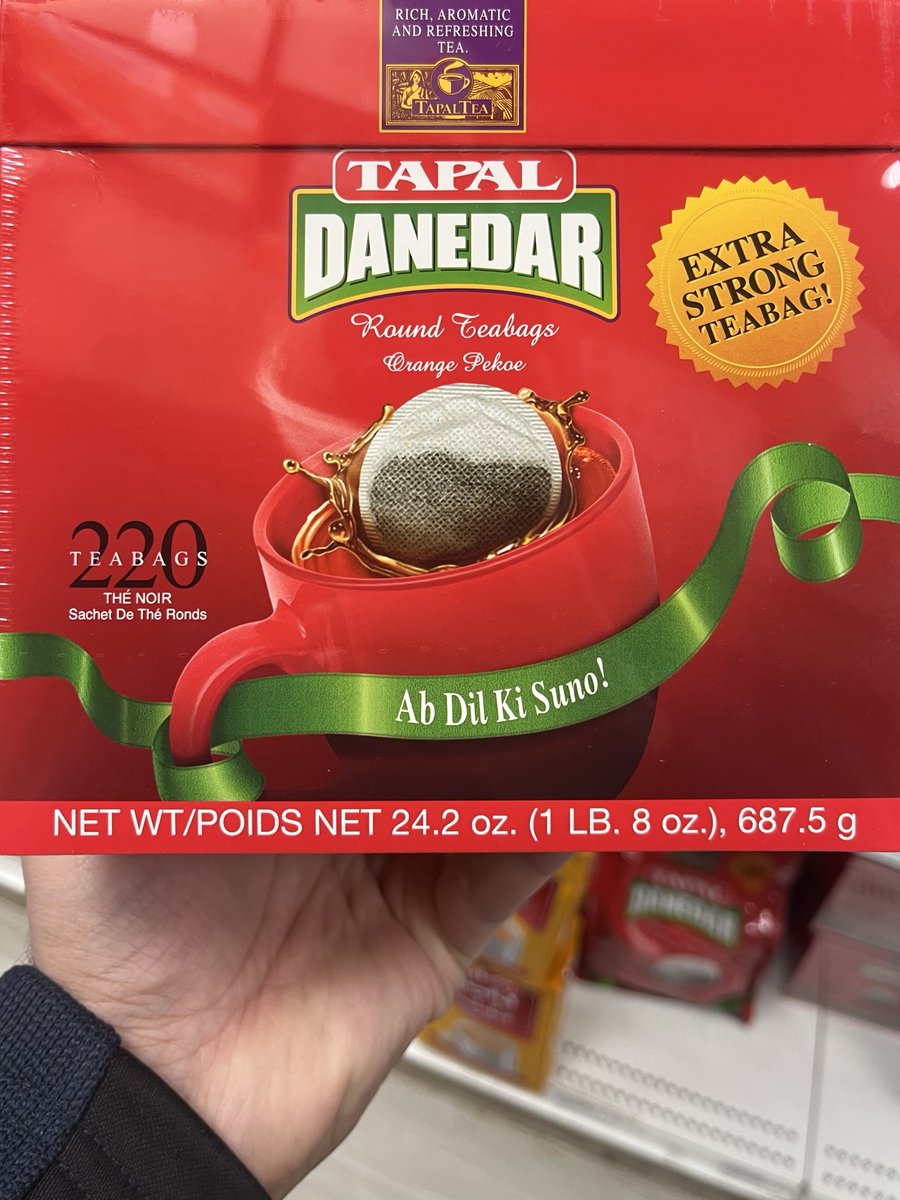 RICH, AROMATIC
AND REFRESHING
TEA.
TAPAL TEA
TAPAL
DANEDAR
Round Teabags
Orange Pekoe
EXTRA
STRONG
TEABAG!
220
TEABAGS
THÉ NOIR
Sachet De Thé Ronds
Ab Dil Ki Suno!
NET WT/POIDS NET 24.2 oz. (1 LB. 8 oz.), 687.5 g
DANEDAR